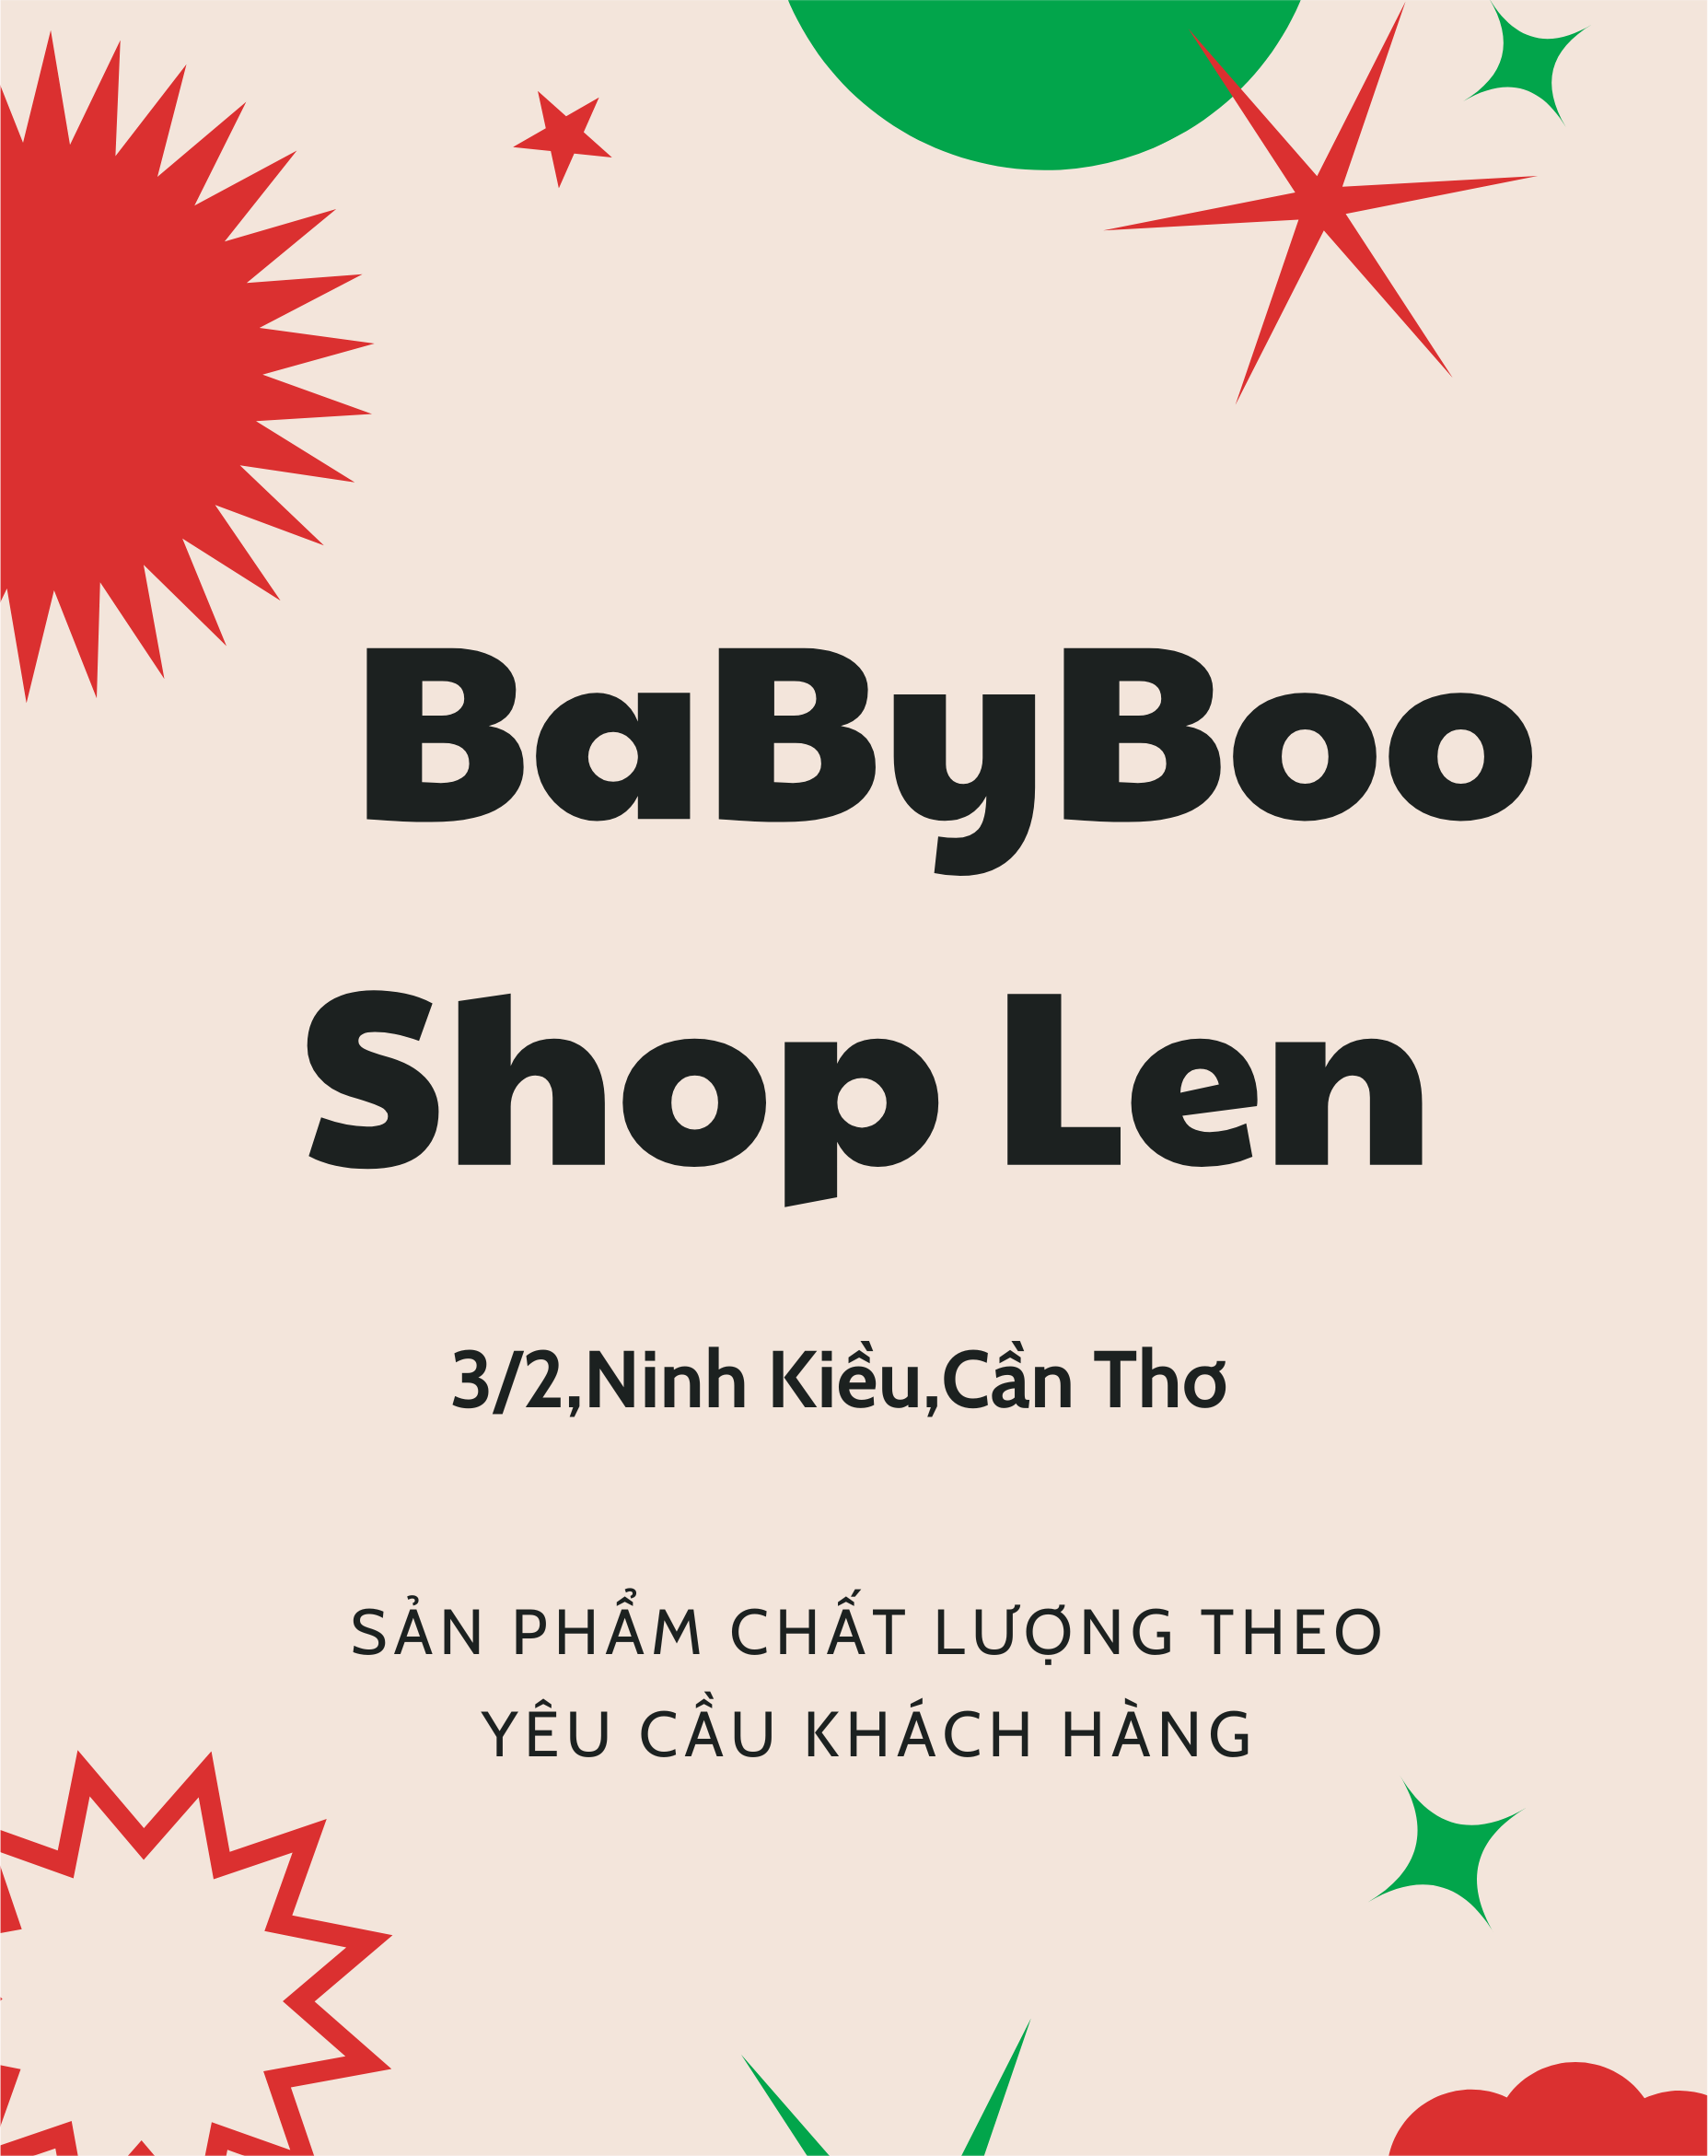 BaByBoo
Shop Len
3/2,Ninh Kiều,Cần Thơ
SẢN PHẨM CHẤT LƯỢNG THEO
YÊU CẦU KHÁCH HÀNG